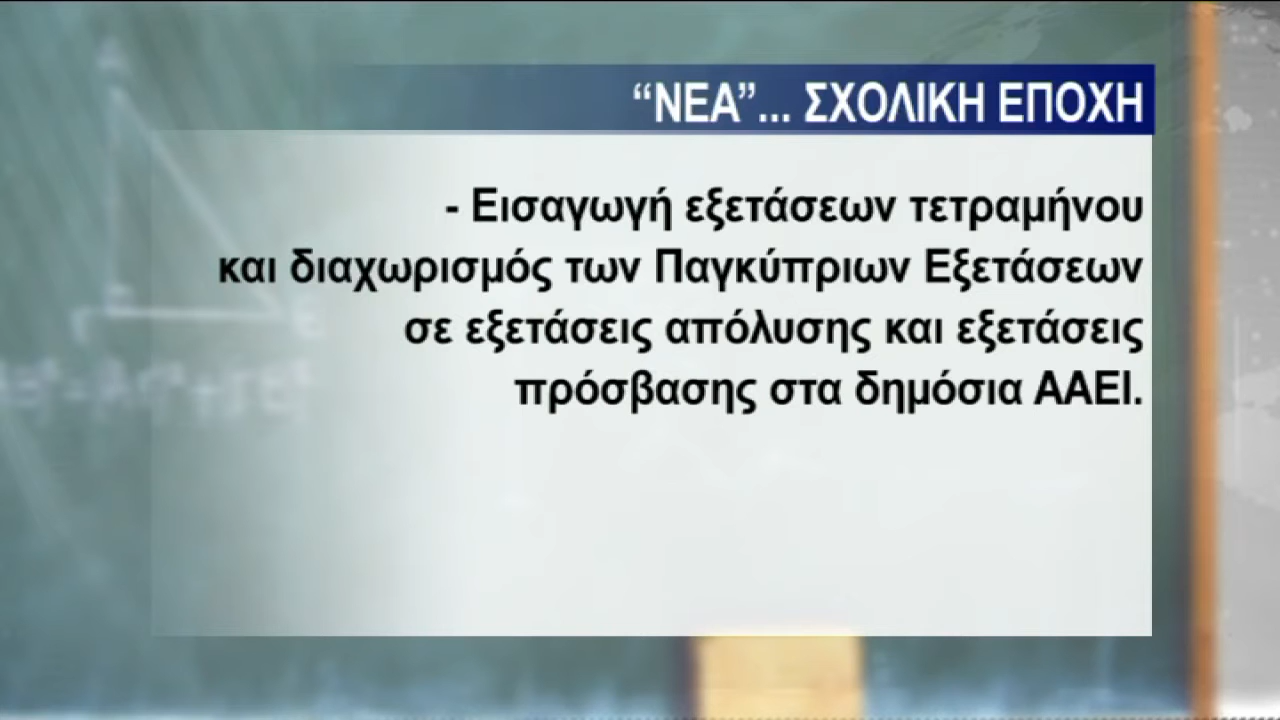 “ΝΕΑ”... ΣΧΟΛΙΚΗ ΕΠΟΧΗ
- Εισαγωγή εξετάσεων τετραμήνου
και διαχωρισμός των Παγκύπριων Εξετάσεων
σε εξετάσεις απόλυσης και εξετάσεις
πρόσβασης στα δημόσια ΑΑΕΙ.